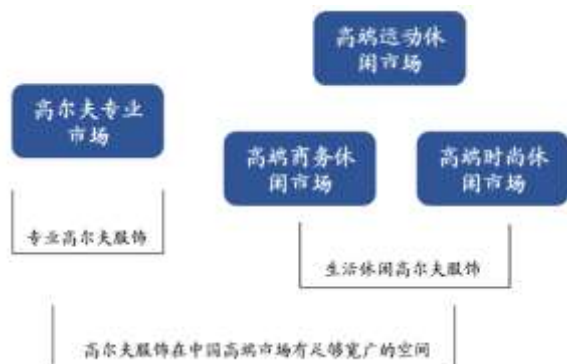 高端运动休
闲市场
高尔夫专业
市场
高端商务休
闲市场
高端时尚休
闲市场
专业高尔夫服饰
生活休闲高尔夫服饰
高尔夫服饰在中国高端市场有足够宽广的空间